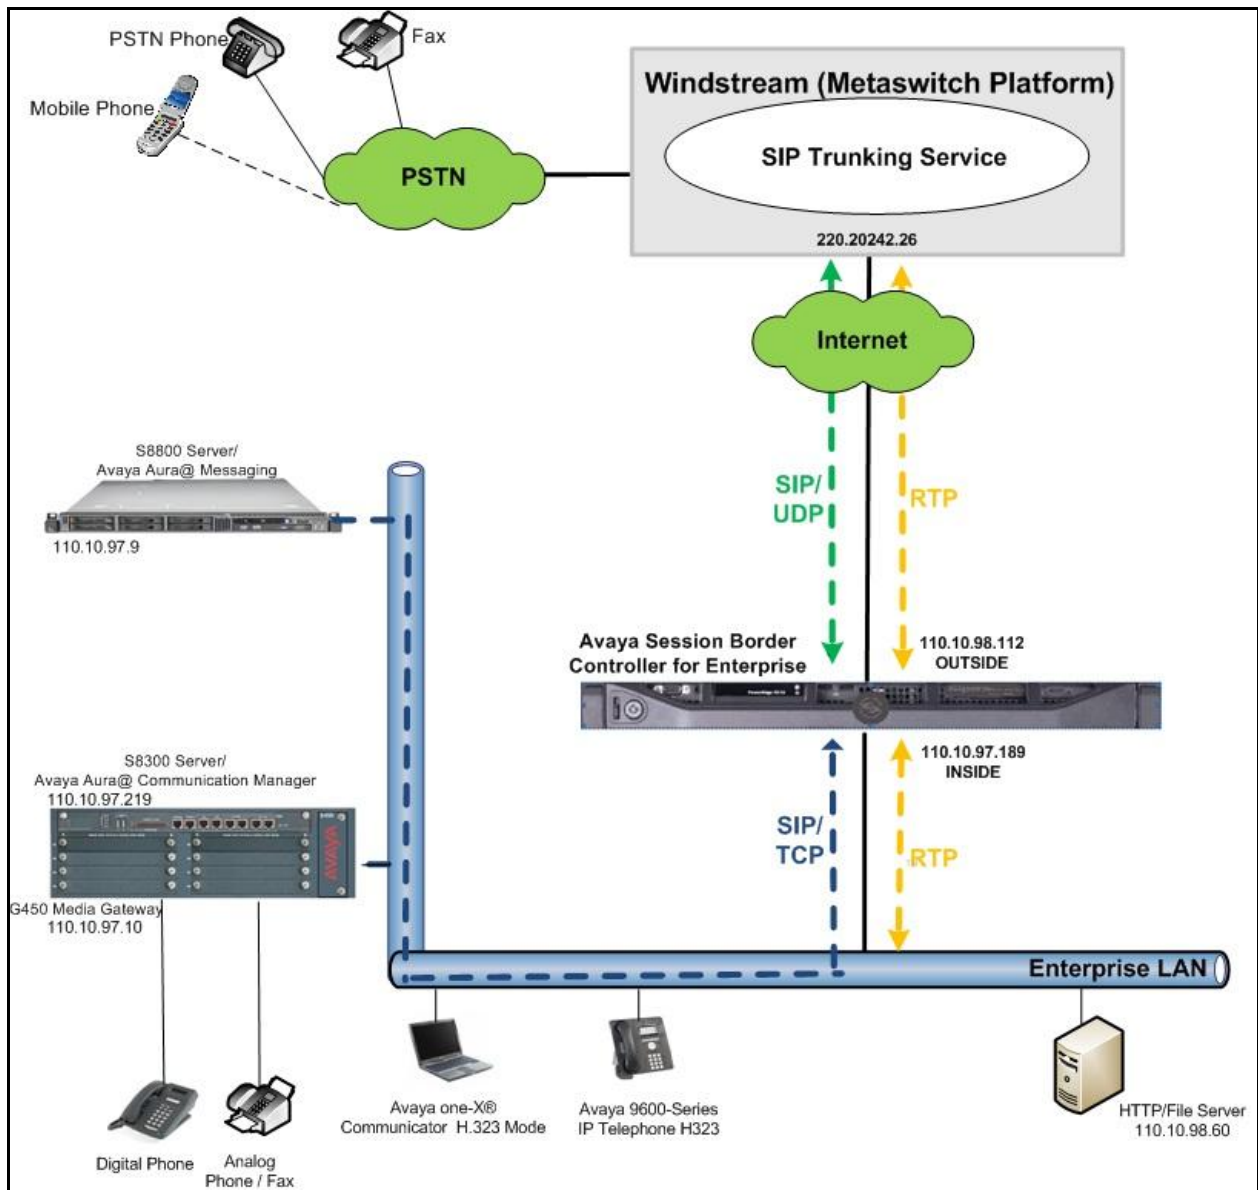 PSTN Phone
Fax
Mobile Phone
PSTN
Windstream (Metaswitch Platform)
SIP Trunking Service
220.20242.26
Internet
SIP/
UDP
RTP
S8800 Server/
Avaya Aura@ Messaging
110.10.97.9
Avaya Session Border
Controller for Enterprise
110.10.98.112
OUTSIDE
110.10.97.189
INSIDE
S8300 Server/
Avaya Aura@ Communication Manager
110.10.97.219
AVAYA
G450 Media Gateway
110.10.97.10
SIP/
TCP
RTP
Enterprise LAN
Digital Phone
Analog
Phone / Fax
Avaya one-X®
Communicator H.323 Mode
Avaya 9600-Series
IP Telephone H323
HTTP/File Server
110.10.98.60